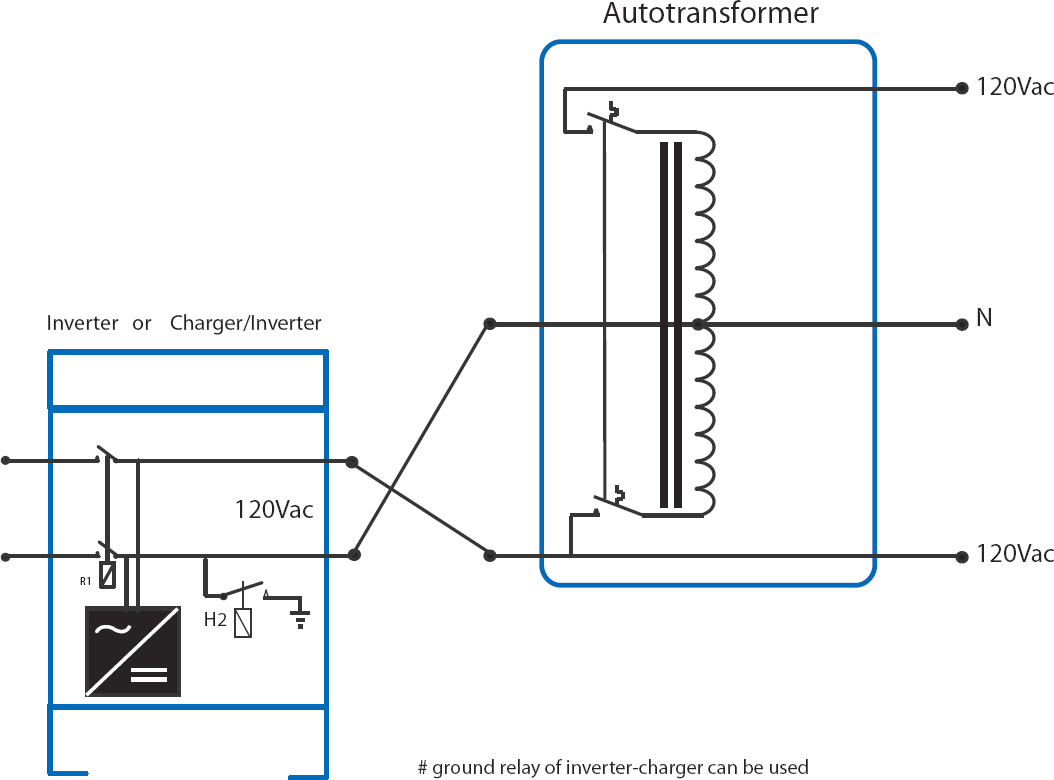 Autotransformer
120Vac
N
Inverter or Charger/Inverter
120Vac
120Vac
R1
H2
# ground relay of inverter-charger can be used